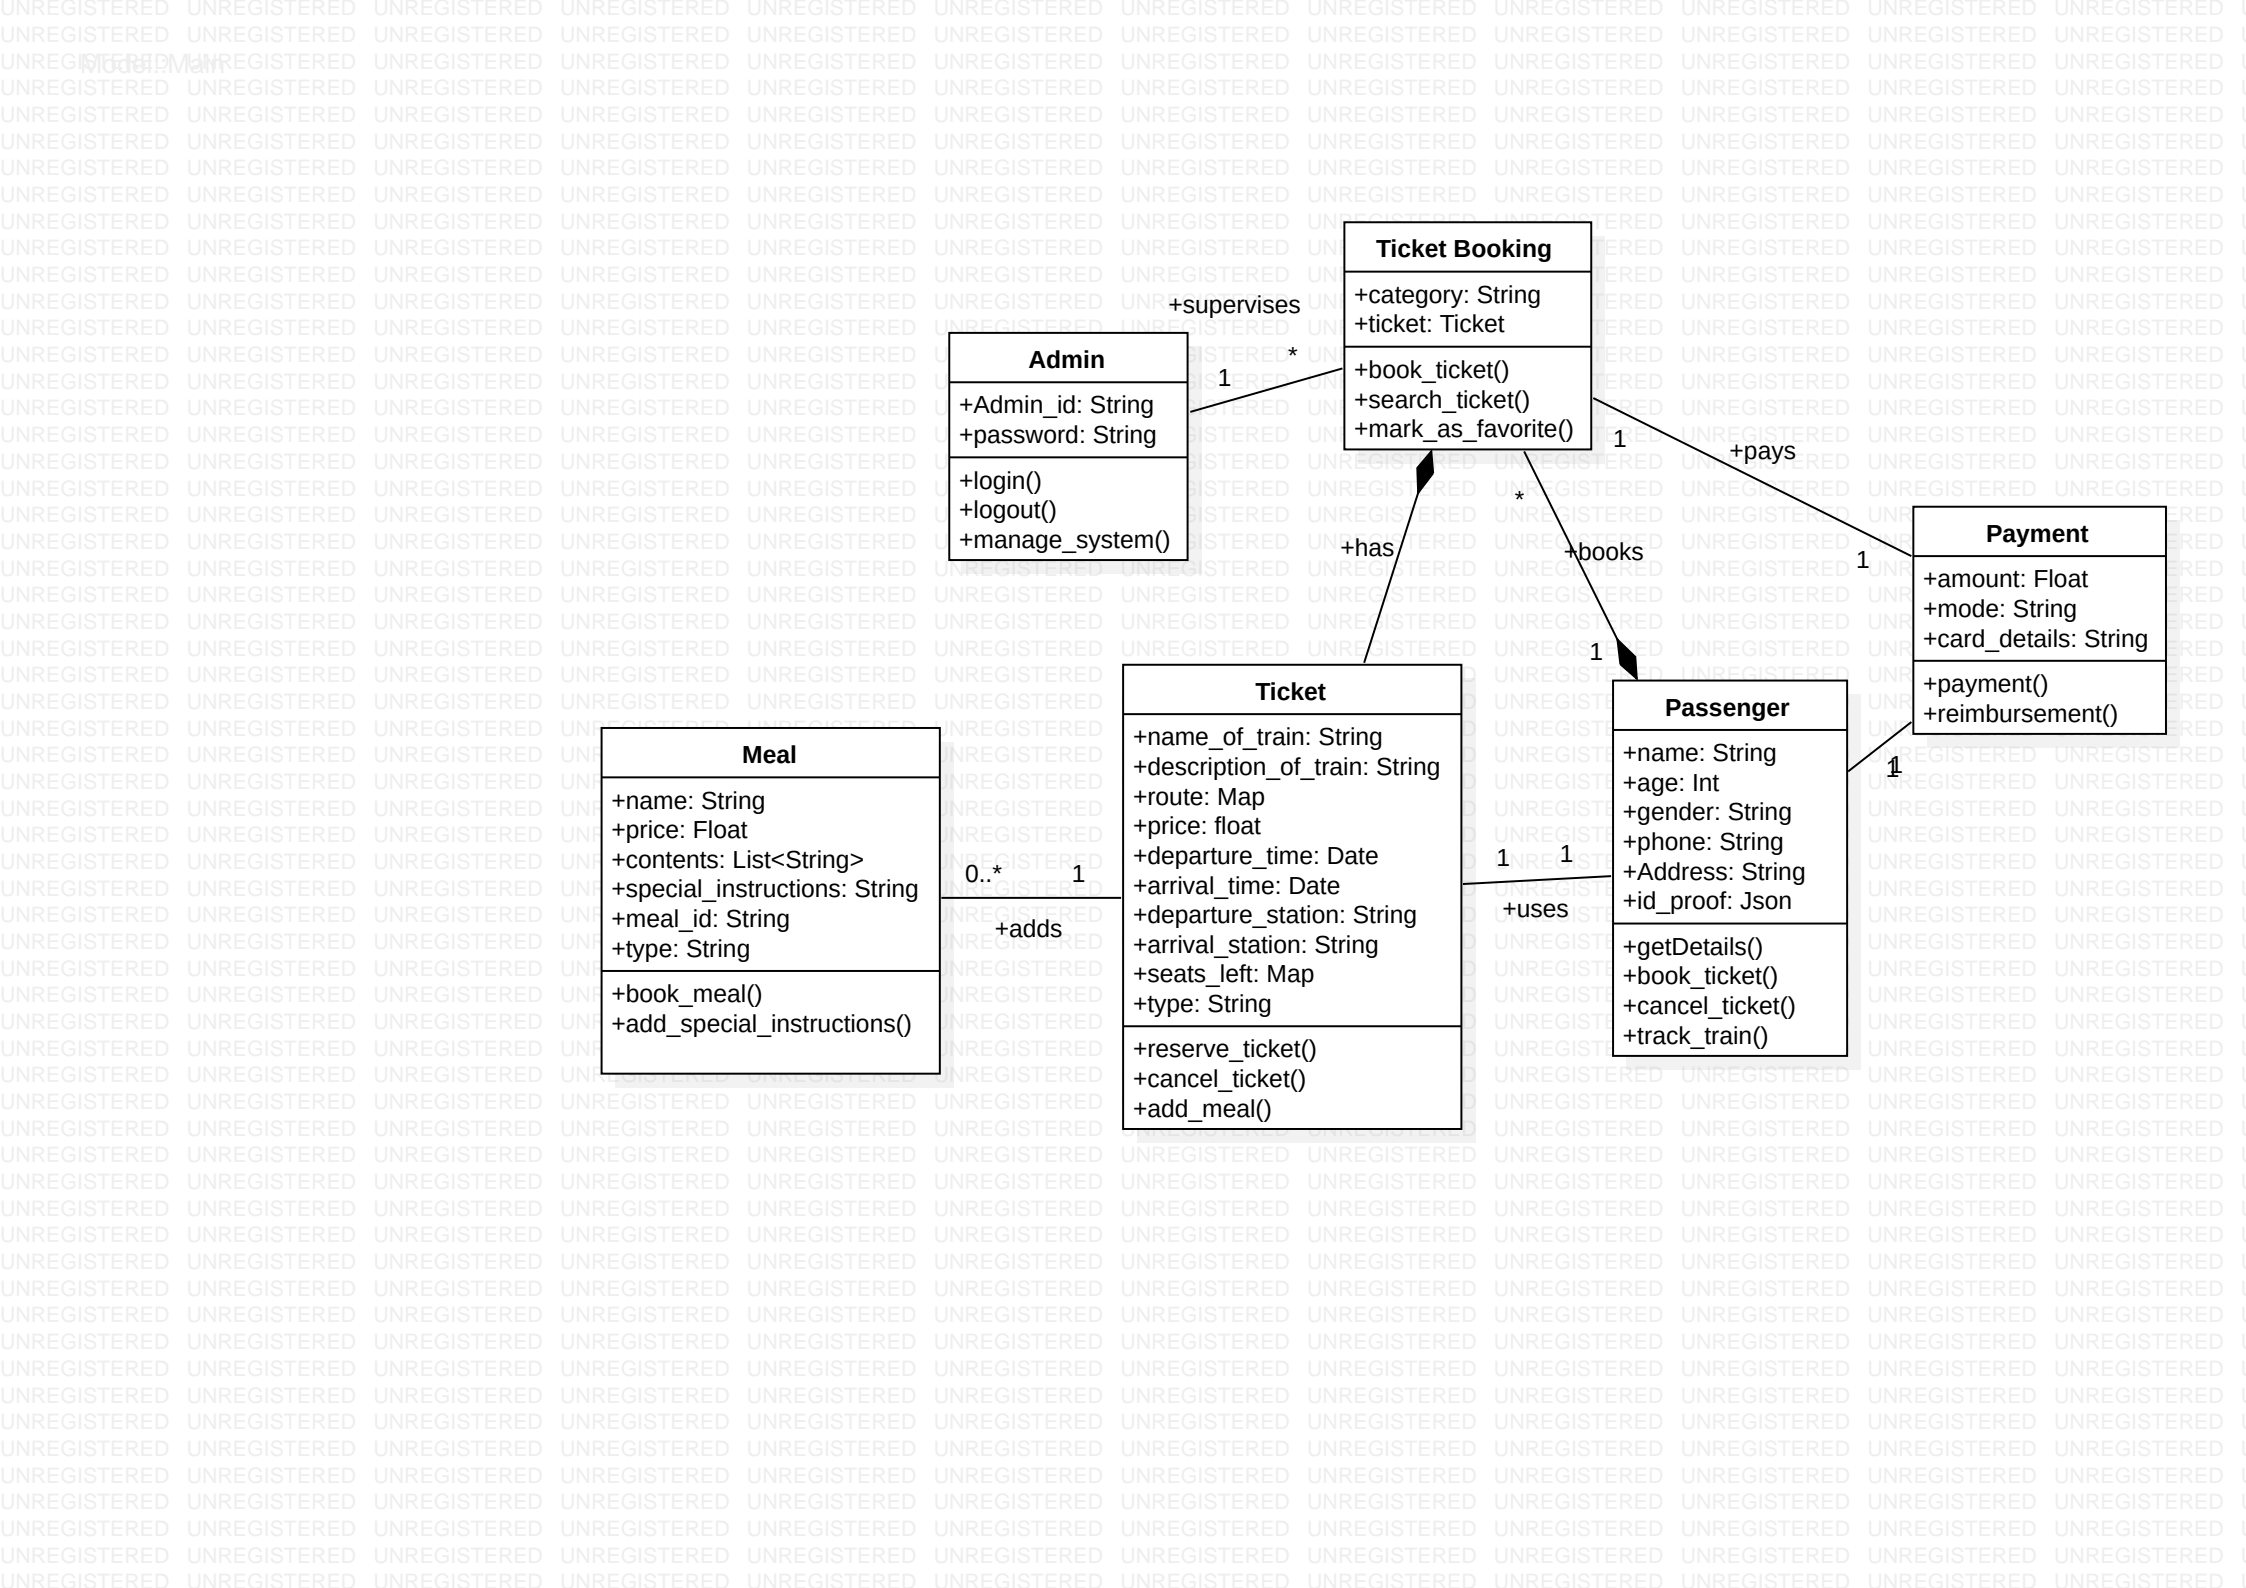 Model::Main
Ticket Booking
+category: String
+ticket: Ticket
+book_ticket()
+search_ticket()
+mark_as_favorite()
+supervises
1
*
Admin
+Admin_id: String
+password: String
+login()
+logout()
+manage_system()
1
+pays
1
*
+has
+books
1
Payment
+amount: Float
+mode: String
+card_details: String
+payment()
+reimbursement()
1
1
Ticket
+name_of_train: String
+description_of_train: String
+route: Map
+price: float
+departure_time: Date
+arrival_time: Date
+departure_station: String
+arrival_station: String
+seats_left: Map
+type: String
+reserve_ticket()
+cancel_ticket()
+add_meal()
Passenger
+name: String
+age: Int
+gender: String
+phone: String
+Address: String
+id_proof: Json
+getDetails()
+book_ticket()
+cancel_ticket()
+track_train()
Meal
+name: String
+price: Float
+contents: List<String>
+special_instructions: String
+meal_id: String
+type: String
+book_meal()
+add_special_instructions()
0..*
1
+adds
1
1
+uses
UNREGISTERED